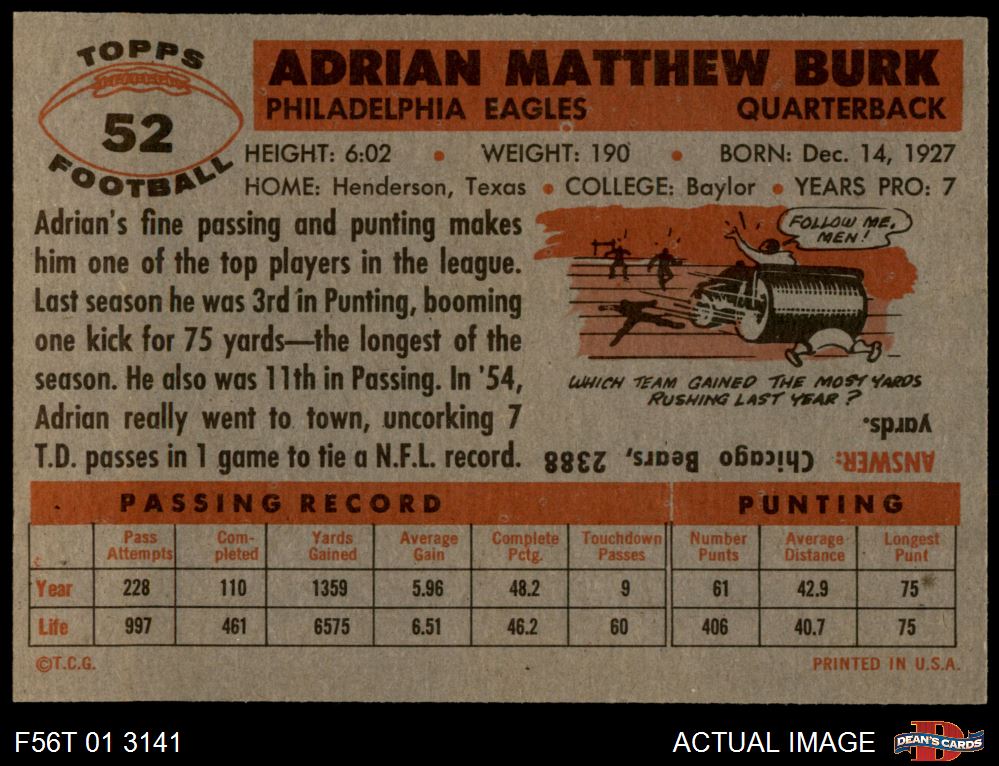 TOPPS
52
FOOTBALL
ADRIAN MATTHEW BURK
PHILADELPHIA EAGLES QUARTERBACK
HEIGHT: 6:02 • WEIGHT: 190 • BORN: Dec. 14, 1927
HOME: Henderson, Texas • COLLEGE: Baylor • YEARS PRO: 7
Adrian's fine passing and punting makes
him one of the top players in the league.
Last season he was 3rd in Punting, booming
one kick for 75 yards—the longest of the
season. He also was 11th in Passing. In '54,
Adrian really went to town, uncorking 7
T.D. passes in 1 game to tie a N.F.L. record.
FOLLOW ME,
MEN!
WHICH TEAM GAINED THE MOST YARDS
RUSHING LAST YEAR?
ANSWER: Chicago Bears, 2388
yards.
PASSING RECORD PUNTING
Pass Attempts Com-pleted Yards Gained Average Gain Complete Pctg. Touchdown Passes Number Punts Average Distance Longest Punt
Year 228 110 1359 5.96 48.2 9 61 42.9 75
Life 997 461 6575 6.51 46.2 60 406 40.7 75
©T.C.G. PRINTED IN U.S.A.
F56T 01 3141 ACTUAL IMAGE DEAN'S CARDS